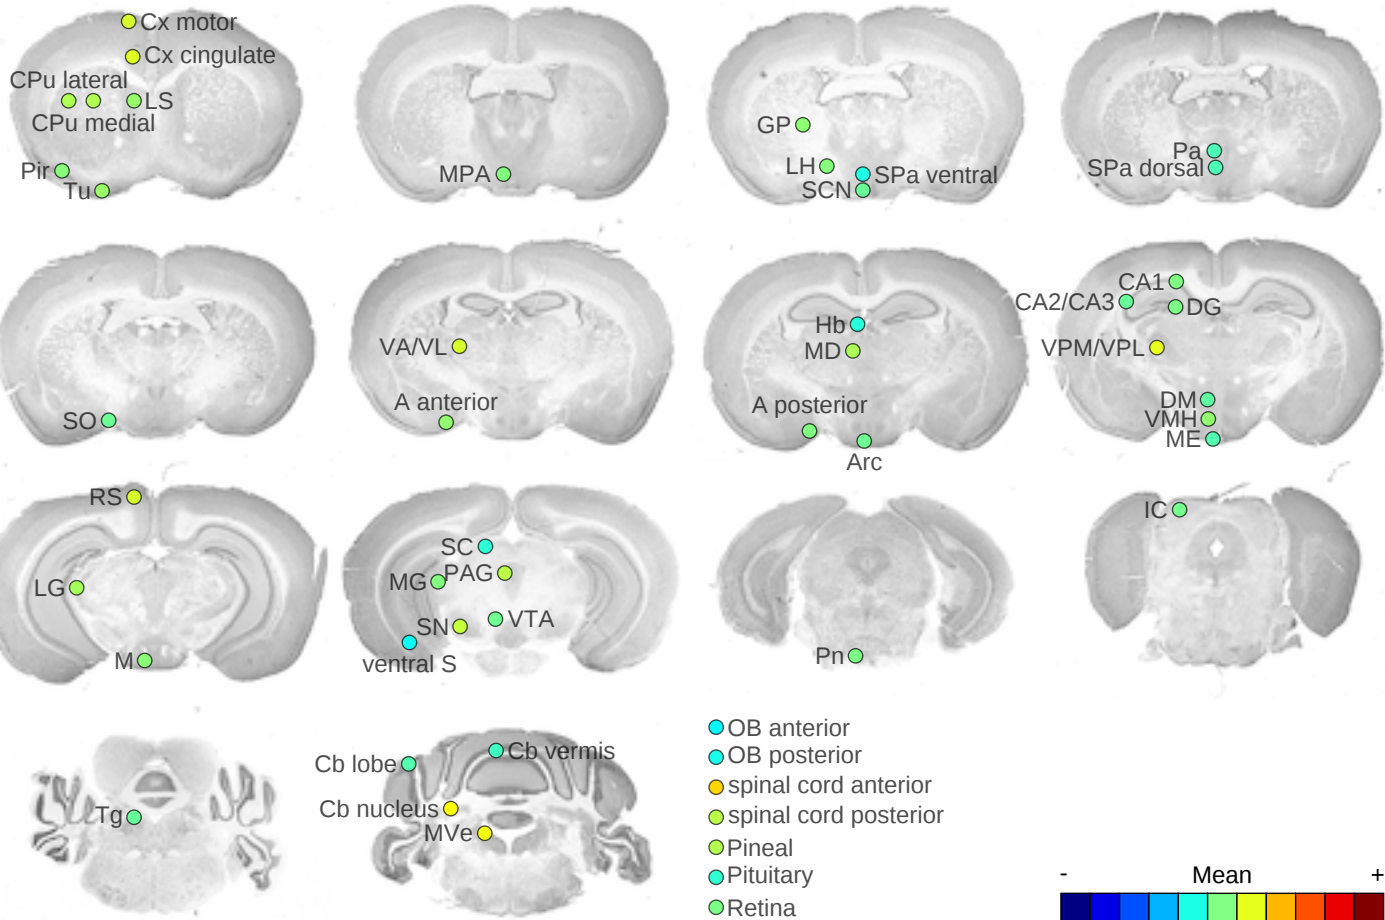 Cx motor
Cx cingulate
CPu lateral
LS
CPu medial
Pir
Tu
MPA
GP
LH
SPa ventral
SCN
Pa
SPa dorsal
SO
VA/VL
A anterior
Hb
MD
A posterior
Arc
CA1
CA2/CA3
DG
VPM/VPL
DM
VMH
ME
RS
LG
M
SC
PAG
MG
VTA
SN
ventral S
Pn
IC
Tg
Cb vermis
Cb lobe
Cb nucleus
MVe
OB anterior
OB posterior
spinal cord anterior
spinal cord posterior
Pineal
Pituitary
Retina
- Mean +